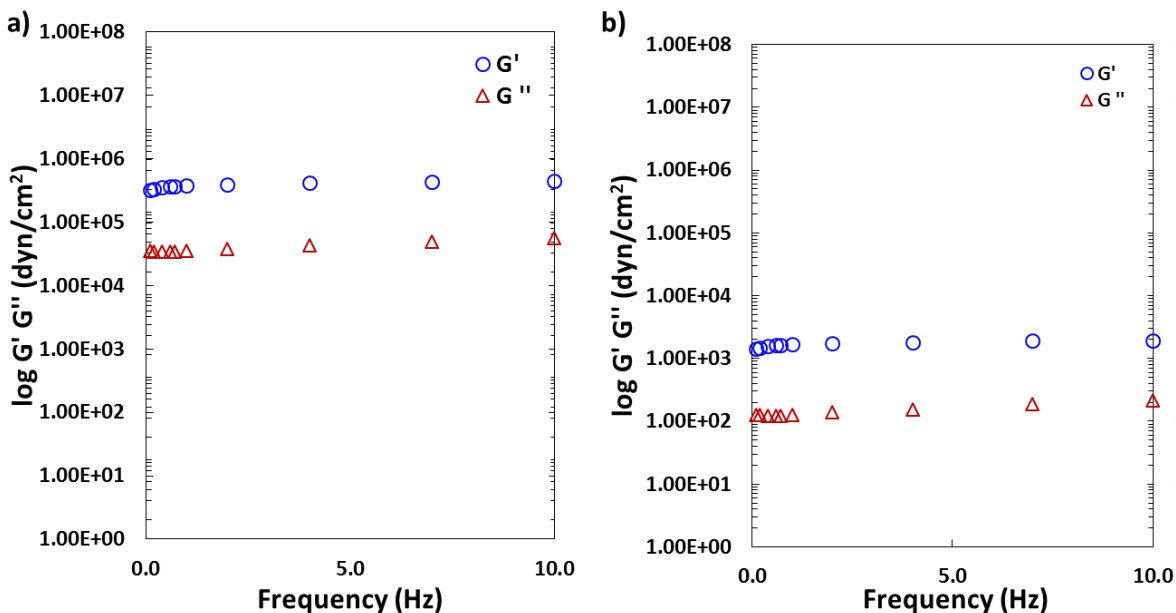 a)
log G' G'' (dyn/cm²)
1.00E+08
1.00E+07
1.00E+06
1.00E+05
1.00E+04
1.00E+03
1.00E+02
1.00E+01
1.00E+00
G'
G ''
0.0 5.0 10.0
Frequency (Hz)
b)
log G' G'' (dyn/cm²)
1.00E+08
1.00E+07
1.00E+06
1.00E+05
1.00E+04
1.00E+03
1.00E+02
1.00E+01
1.00E+00
G'
G ''
0.0 5.0 10.0
Frequency (Hz)